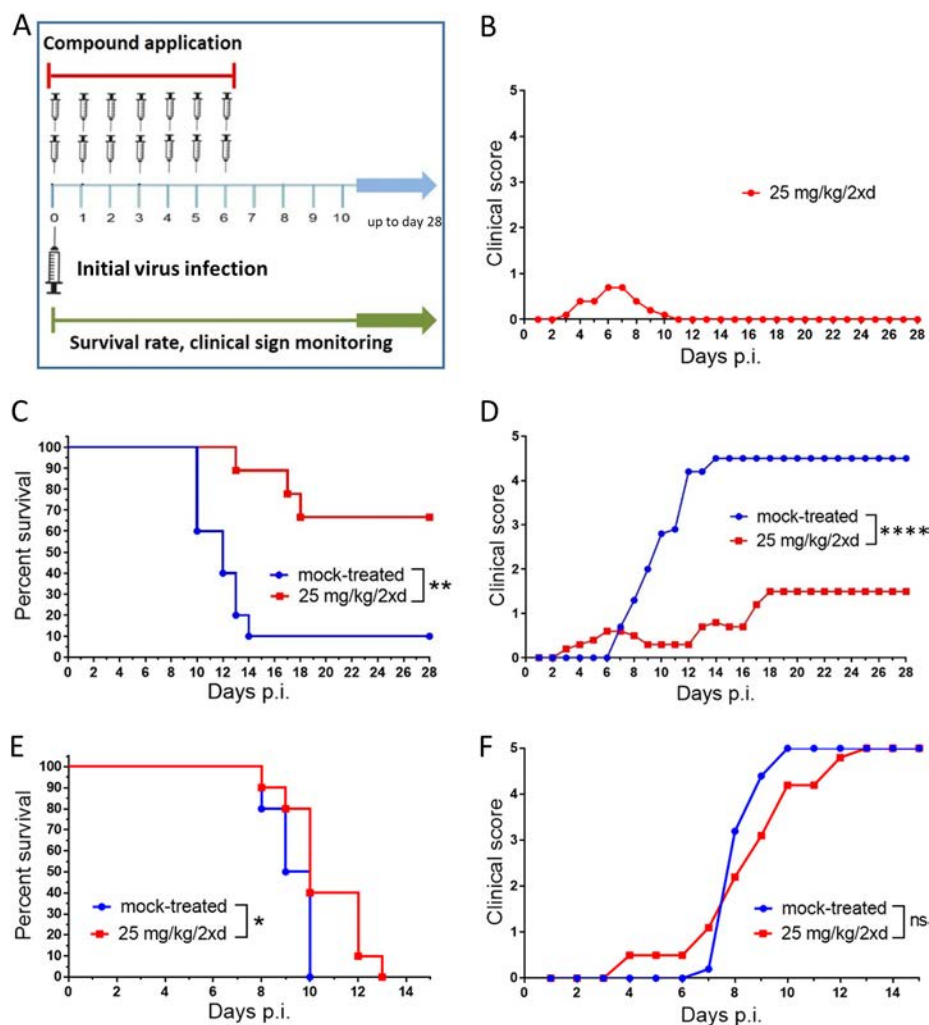 A
Compound application
0 1 2 3 4 5 6 7 8 9 10
up to day 28
Initial virus infection
Survival rate, clinical sign monitoring
B
Clinical score
5
4
3
2
1
0
25 mg/kg/2xd
0 2 4 6 8 10 12 14 16 18 20 22 24 26 28
Days p.i.
C
Percent survival
100
90
80
70
60
50
40
30
20
10
0
mock-treated
25 mg/kg/2xd
**
0 2 4 6 8 10 12 14 16 18 20 22 24 26 28
Days p.i.
D
Clinical score
5
4
3
2
1
0
mock-treated
25 mg/kg/2xd
****
0 2 4 6 8 10 12 14 16 18 20 22 24 26 28
Days p.i.
E
Percent survival
100
90
80
70
60
50
40
30
20
10
0
mock-treated
25 mg/kg/2xd
*
0 2 4 6 8 10 12 14
Days p.i.
F
Clinical score
5
4
3
2
1
0
mock-treated
25 mg/kg/2xd
ns
0 2 4 6 8 10 12 14
Days p.i.